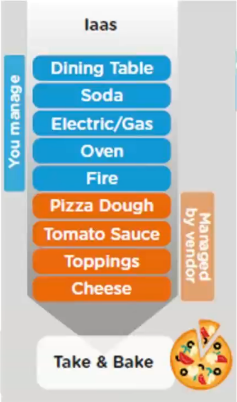 Iaas
You manage
Dining Table
Soda
Electric/Gas
Oven
Fire
Pizza Dough
Tomato Sauce
Toppings
Cheese
Managed
by vendor
Take & Bake